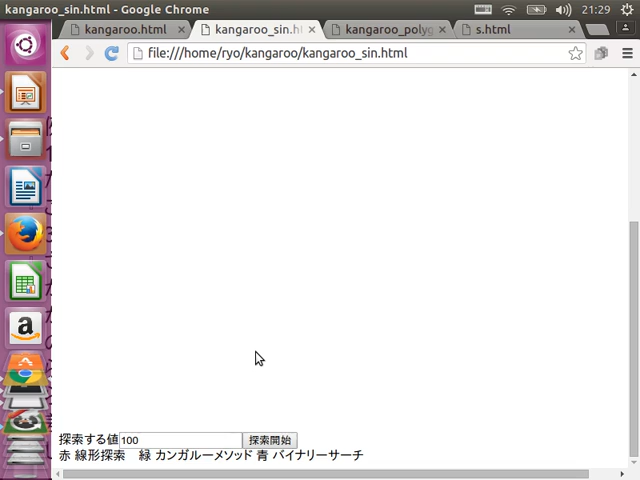 kangaroo_sin.html - Google Chrome 21:29
kangaroo.html × kangaroo_sin.ht × kangaroo_polyg × s.html ×
file:///home/ryo/kangaroo/kangaroo_sin.html
探索する値 100 探索開始
赤 線形探索　緑 カンガルーメソッド 青 バイナリーサーチ